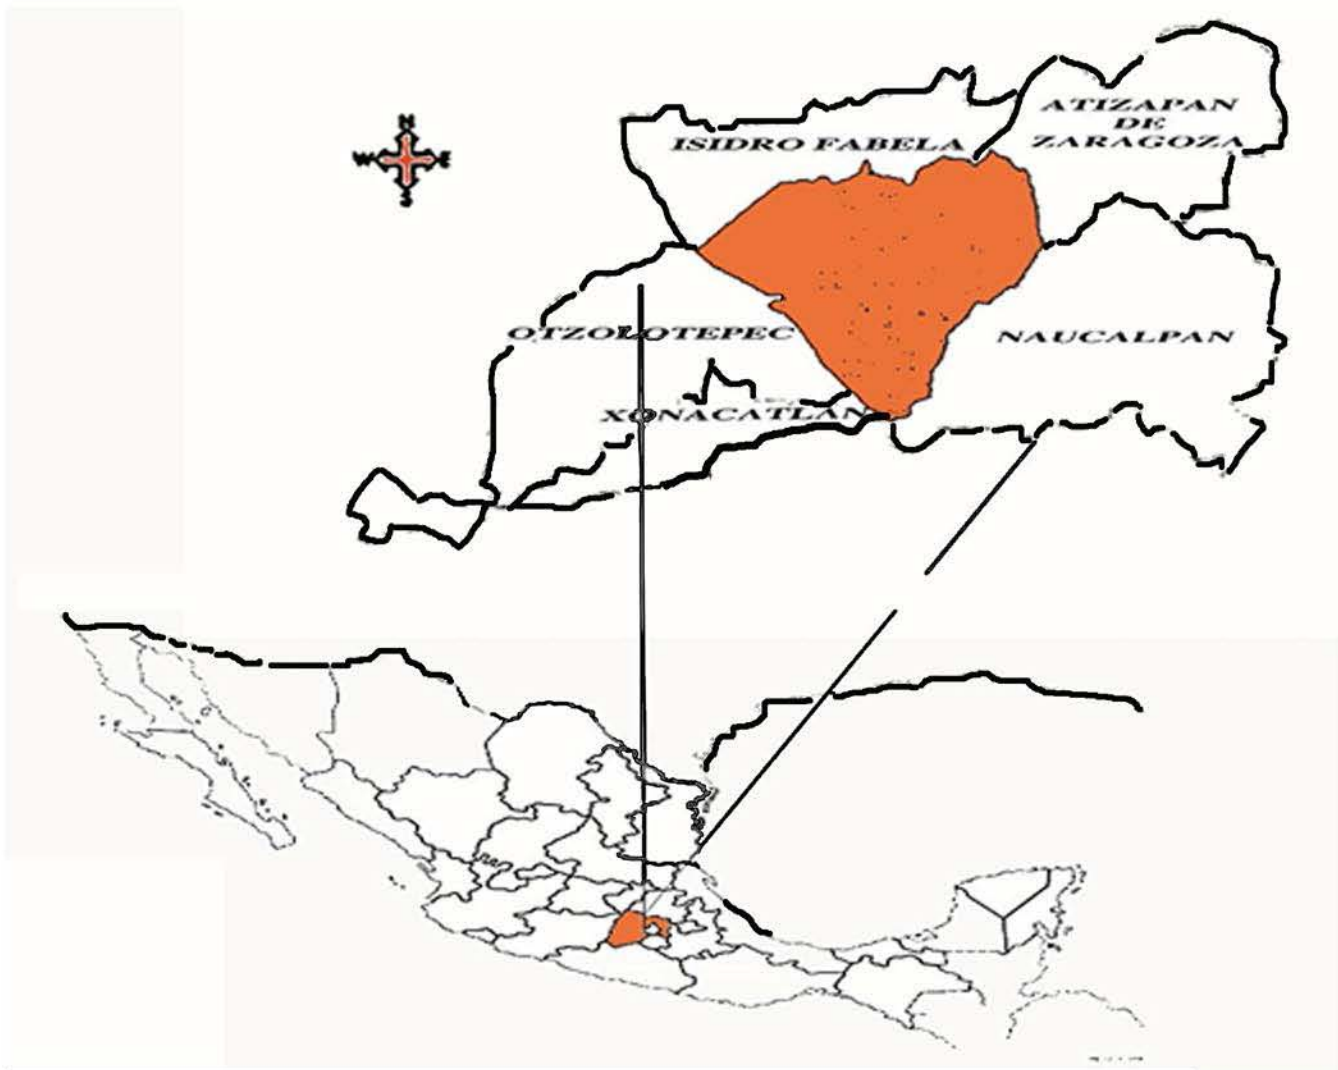 N
W E
S
ISIDRO FABELA
ATIZAPAN
DE
ZARAGOZA
OTZOLOTEPEC
NAUCALPAN
XONACATLAN